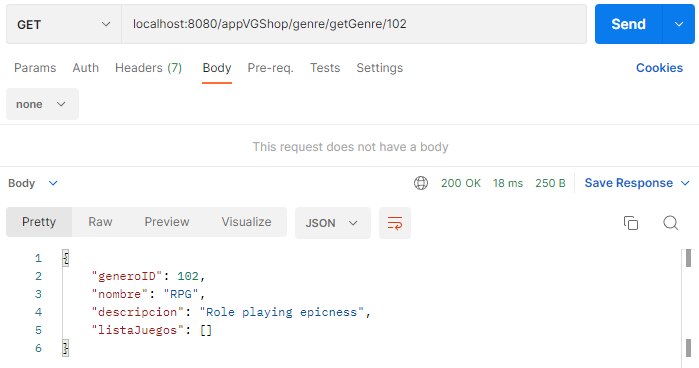 GET localhost:8080/appVGShop/genre/getGenre/102 Send
Params Auth Headers (7) Body Pre-req. Tests Settings Cookies
none
This request does not have a body
Body 200 OK 18 ms 250 B Save Response
Pretty Raw Preview Visualize JSON
1 {
2 "generoID": 102,
3 "nombre": "RPG",
4 "descripcion": "Role playing epicness",
5 "listaJuegos": []
6 }